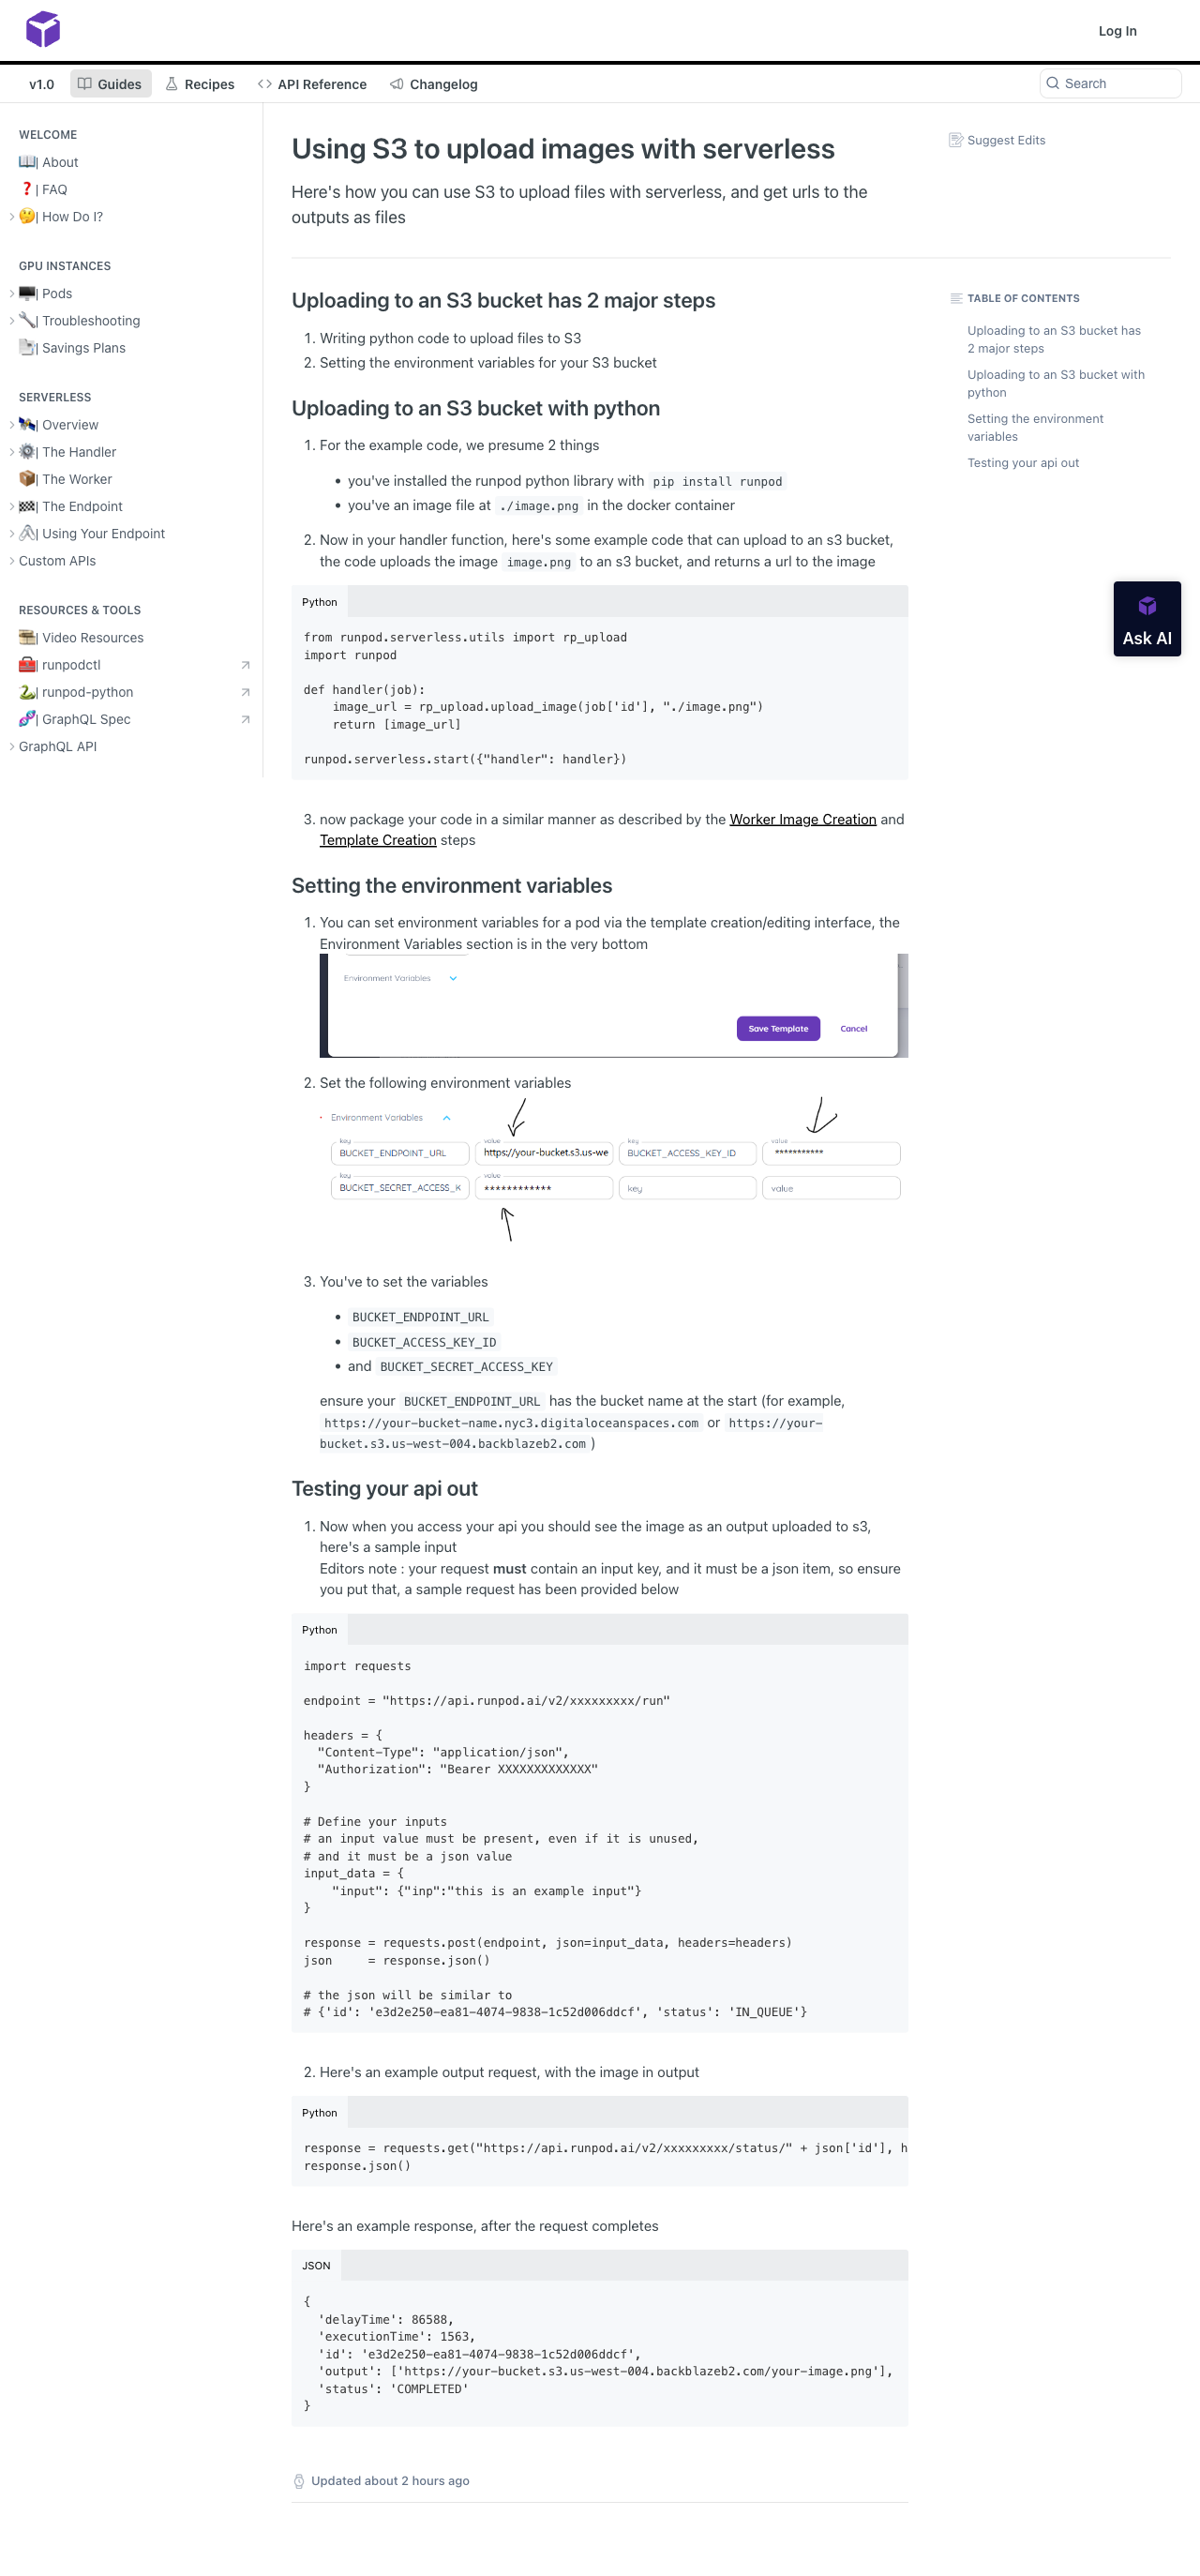 Log In
v1.0 Guides Recipes API Reference Changelog Search
WELCOME
| About
| FAQ
| How Do I?
GPU INSTANCES
| Pods
| Troubleshooting
| Savings Plans
SERVERLESS
| Overview
| The Handler
| The Worker
| The Endpoint
| Using Your Endpoint
Custom APIs
RESOURCES & TOOLS
| Video Resources
| runpodctl
| runpod-python
| GraphQL Spec
GraphQL API
Using S3 to upload images with serverless
Here's how you can use S3 to upload files with serverless, and get urls to the
outputs as files
Suggest Edits
TABLE OF CONTENTS
Uploading to an S3 bucket has
2 major steps
Uploading to an S3 bucket with
python
Setting the environment
variables
Testing your api out
Ask AI
Uploading to an S3 bucket has 2 major steps
1. Writing python code to upload files to S3
2. Setting the environment variables for your S3 bucket
Uploading to an S3 bucket with python
1. For the example code, we presume 2 things
• you've installed the runpod python library with pip install runpod
• you've an image file at ./image.png in the docker container
2. Now in your handler function, here's some example code that can upload to an s3 bucket,
the code uploads the image image.png to an s3 bucket, and returns a url to the image
Python
from runpod.serverless.utils import rp_upload
import runpod
def handler(job):
    image_url = rp_upload.upload_image(job['id'], "./image.png")
    return [image_url]
runpod.serverless.start({"handler": handler})
3. now package your code in a similar manner as described by the Worker Image Creation and
Template Creation steps
Setting the environment variables
1. You can set environment variables for a pod via the template creation/editing interface, the
Environment Variables section is in the very bottom
Environment Variables
Save Template Cancel
2. Set the following environment variables
Environment Variables
key value key value
BUCKET_ENDPOINT_URL https://your-bucket.s3.us-we BUCKET_ACCESS_KEY_ID ***********
key value
BUCKET_SECRET_ACCESS_K ************ key value
3. You've to set the variables
• BUCKET_ENDPOINT_URL
• BUCKET_ACCESS_KEY_ID
• and BUCKET_SECRET_ACCESS_KEY
ensure your BUCKET_ENDPOINT_URL has the bucket name at the start (for example,
https://your-bucket-name.nyc3.digitaloceanspaces.com or https://your-
bucket.s3.us-west-004.backblazeb2.com )
Testing your api out
1. Now when you access your api you should see the image as an output uploaded to s3,
here's a sample input
Editors note : your request must contain an input key, and it must be a json item, so ensure
you put that, a sample request has been provided below
Python
import requests
endpoint = "https://api.runpod.ai/v2/xxxxxxxxx/run"
headers = {
  "Content-Type": "application/json",
  "Authorization": "Bearer XXXXXXXXXXXXX"
}
# Define your inputs
# an input value must be present, even if it is unused,
# and it must be a json value
input_data = {
    "input": {"inp":"this is an example input"}
}
response = requests.post(endpoint, json=input_data, headers=headers)
json     = response.json()
# the json will be similar to
# {'id': 'e3d2e250-ea81-4074-9838-1c52d006ddcf', 'status': 'IN_QUEUE'}
2. Here's an example output request, with the image in output
Python
response = requests.get("https://api.runpod.ai/v2/xxxxxxxxx/status/" + json['id'], h
response.json()
Here's an example response, after the request completes
JSON
{
  'delayTime': 86588,
  'executionTime': 1563,
  'id': 'e3d2e250-ea81-4074-9838-1c52d006ddcf',
  'output': ['https://your-bucket.s3.us-west-004.backblazeb2.com/your-image.png'],
  'status': 'COMPLETED'
}
Updated about 2 hours ago